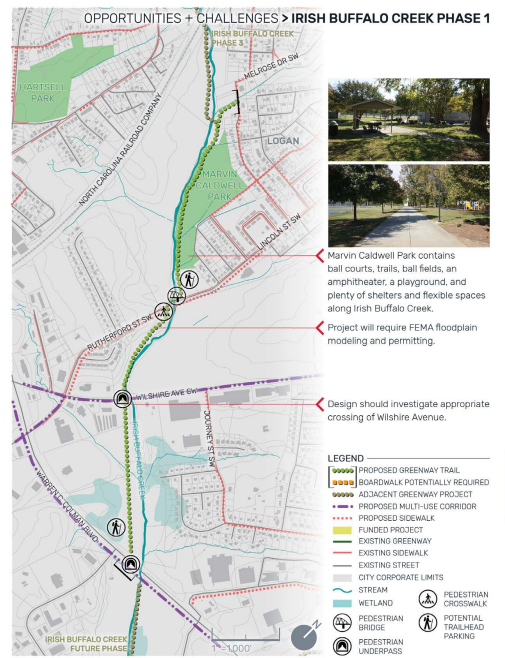 OPPORTUNITIES + CHALLENGES > IRISH BUFFALO CREEK PHASE 1
IRISH BUFFALO CREEK
PHASE 3
MELROSE DR SW
HARTSELL
PARK
NORTH CAROLINA RAILROAD COMPANY
LOGAN
MARVIN
CALDWELL
PARK
LINCOLN ST SW
Marvin Caldwell Park contains
ball courts, trails, ball fields, an
amphitheater, a playground, and
plenty of shelters and flexible spaces
along Irish Buffalo Creek.
RUTHERFORD ST SW
Project will require FEMA floodplain
modeling and permitting.
WILSHIRE AVE SW
Design should investigate appropriate
crossing of Wilshire Avenue.
JOURNEY ST SW
IRISH BUFFALO CREEK
WARREN C COLMAN BLVD
LEGEND
PROPOSED GREENWAY TRAIL
BOARDWALK POTENTIALLY REQUIRED
ADJACENT GREENWAY PROJECT
PROPOSED MULTI-USE CORRIDOR
PROPOSED SIDEWALK
FUNDED PROJECT
EXISTING GREENWAY
EXISTING SIDEWALK
EXISTING STREET
CITY CORPORATE LIMITS
STREAM
WETLAND
PEDESTRIAN
BRIDGE
PEDESTRIAN
UNDERPASS
PEDESTRIAN
CROSSWALK
POTENTIAL
TRAILHEAD
PARKING
IRISH BUFFALO CREEK
FUTURE PHASE
1"=1,000'
N